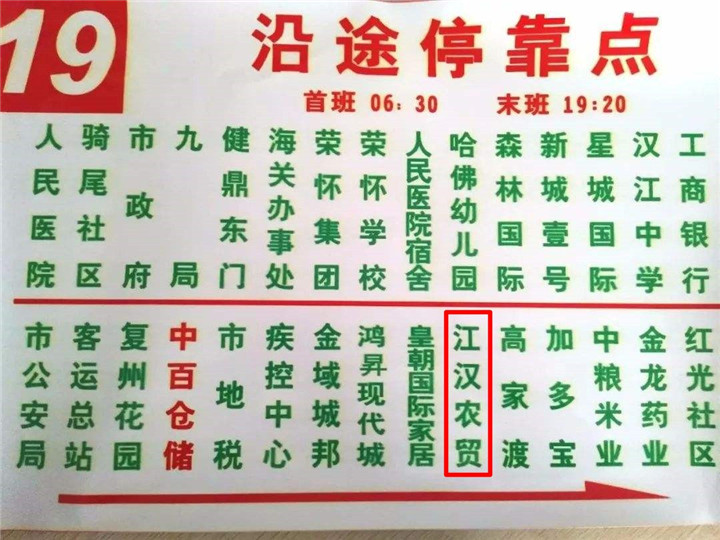 19
沿途停靠点
首班 06:30 末班 19:20
人民医院
骑尾社区
市政府
九局
健鼎东门
海关办事处
荣怀集团
荣怀学校
人民医院宿舍
哈佛幼儿园
森林国际
新城壹号
星城国际
汉江中学
工商银行
市公安局
客运总站
复州花园
中百仓储
市地税
疾控中心
金域城邦
鸿昇现代城
皇朝国际家居
江汉农贸
高家渡
加多宝
中粮米业
金龙药业
红光社区